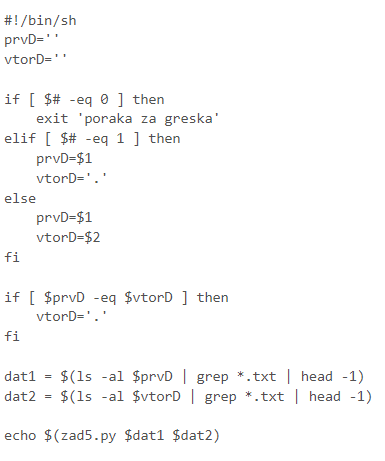 #!/bin/sh
prvD=''
vtorD=''

if [ $# -eq 0 ] then
    exit 'poraka za greska'
elif [ $# -eq 1 ] then
    prvD=$1
    vtorD='.'
else
    prvD=$1
    vtorD=$2
fi

if [ $prvD -eq $vtorD ] then
    vtorD='.'
fi

dat1 = $(ls -al $prvD | grep *.txt | head -1)
dat2 = $(ls -al $vtorD | grep *.txt | head -1)

echo $(zad5.py $dat1 $dat2)